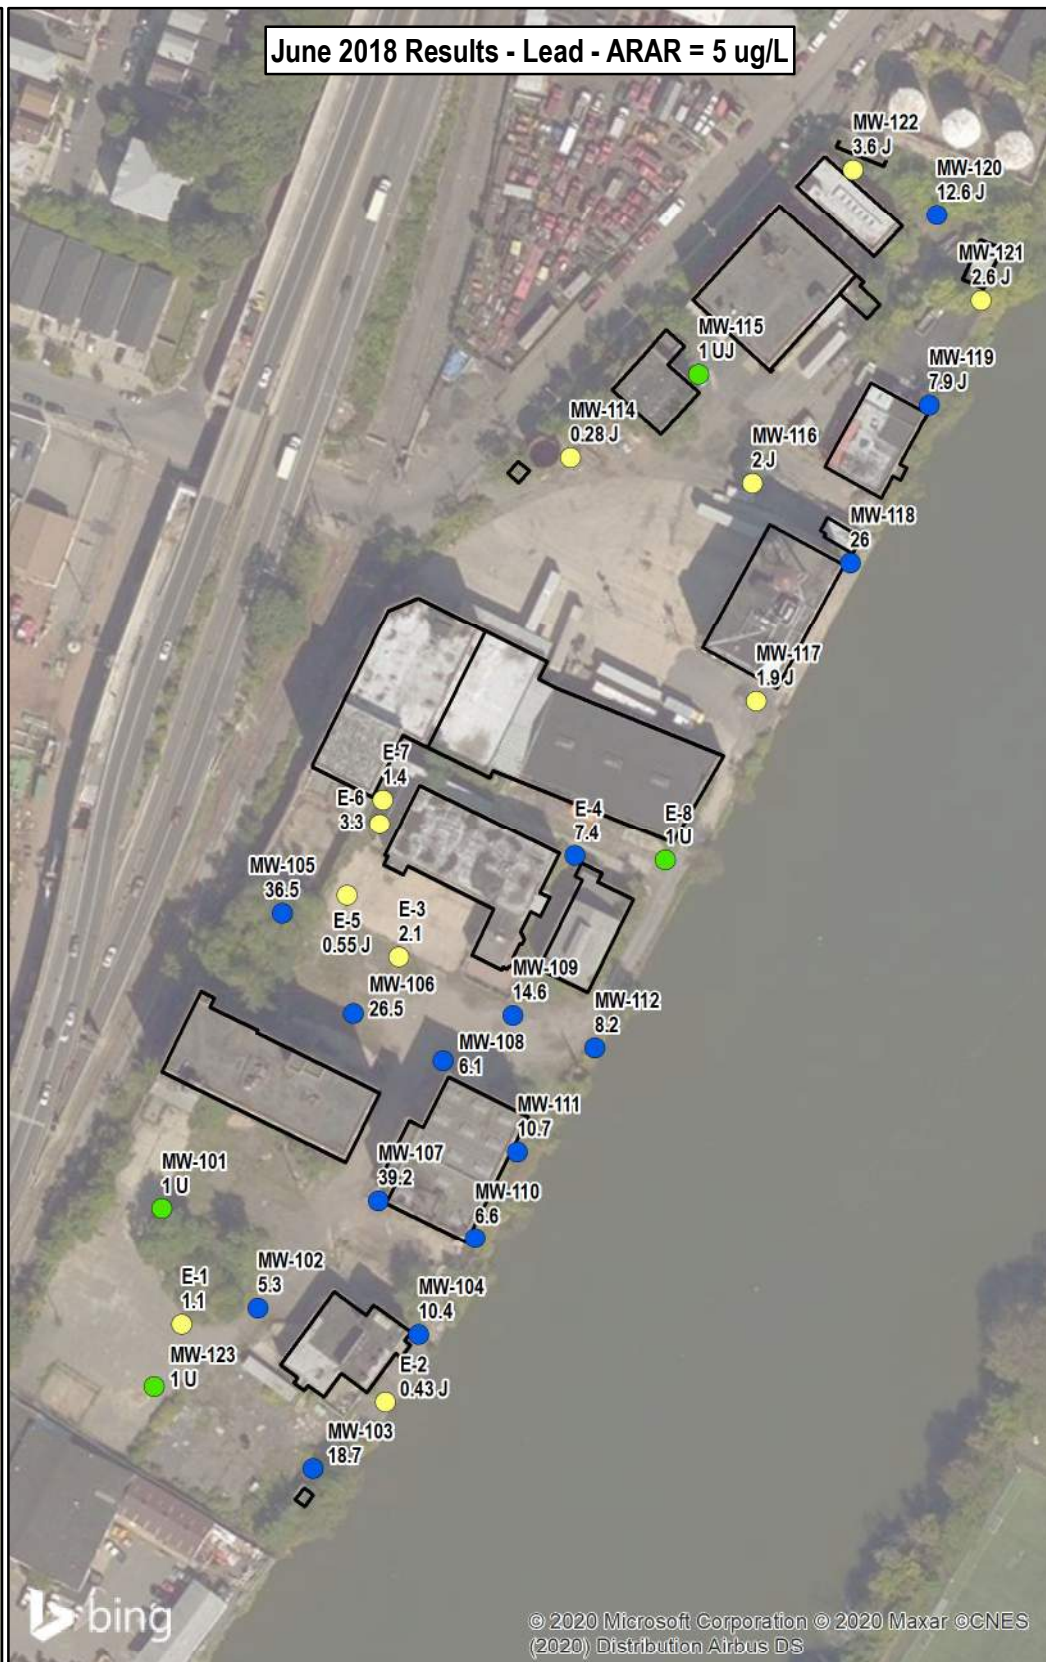 June 2018 Results - Lead - ARAR = 5 ug/L
MW-122
3.6 J
MW-120
12.6 J
MW-121
2.6 J
MW-115
1 UJ
MW-119
7.9 J
MW-114
0.28 J
MW-116
2 J
MW-118
26
MW-117
1.9 J
E-7
1.4
E-6
3.3
E-4
7.4
E-8
1 U
MW-105
36.5
E-5
0.55 J
E-3
2.1
MW-106
26.5
MW-109
14.6
MW-112
8.2
MW-108
6.1
MW-111
10.7
MW-107
39.2
MW-101
1 U
MW-110
6.6
MW-102
5.3
E-1
1.1
MW-104
10.4
MW-123
1 U
E-2
0.43 J
MW-103
18.7
bing
© 2020 Microsoft Corporation © 2020 Maxar ©CNES
(2020) Distribution Airbus DS